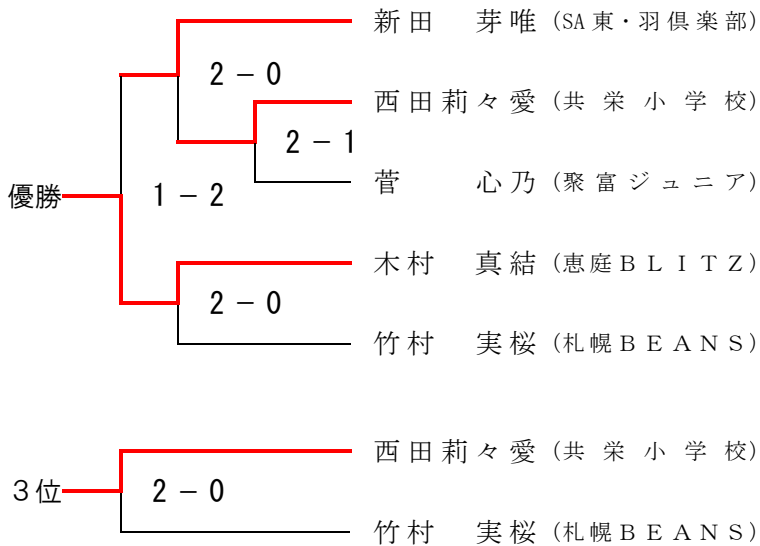 新田　芽唯（SA東・羽倶楽部）
2 − 0
西田莉々愛（共栄小学校）
2 − 1
菅　心乃（聚富ジュニア）
優勝
1 − 2
木村　真結（恵庭ＢＬＩＴＺ）
2 − 0
竹村　実桜（札幌ＢＥＡＮＳ）
西田莉々愛（共栄小学校）
３位
2 − 0
竹村　実桜（札幌ＢＥＡＮＳ）